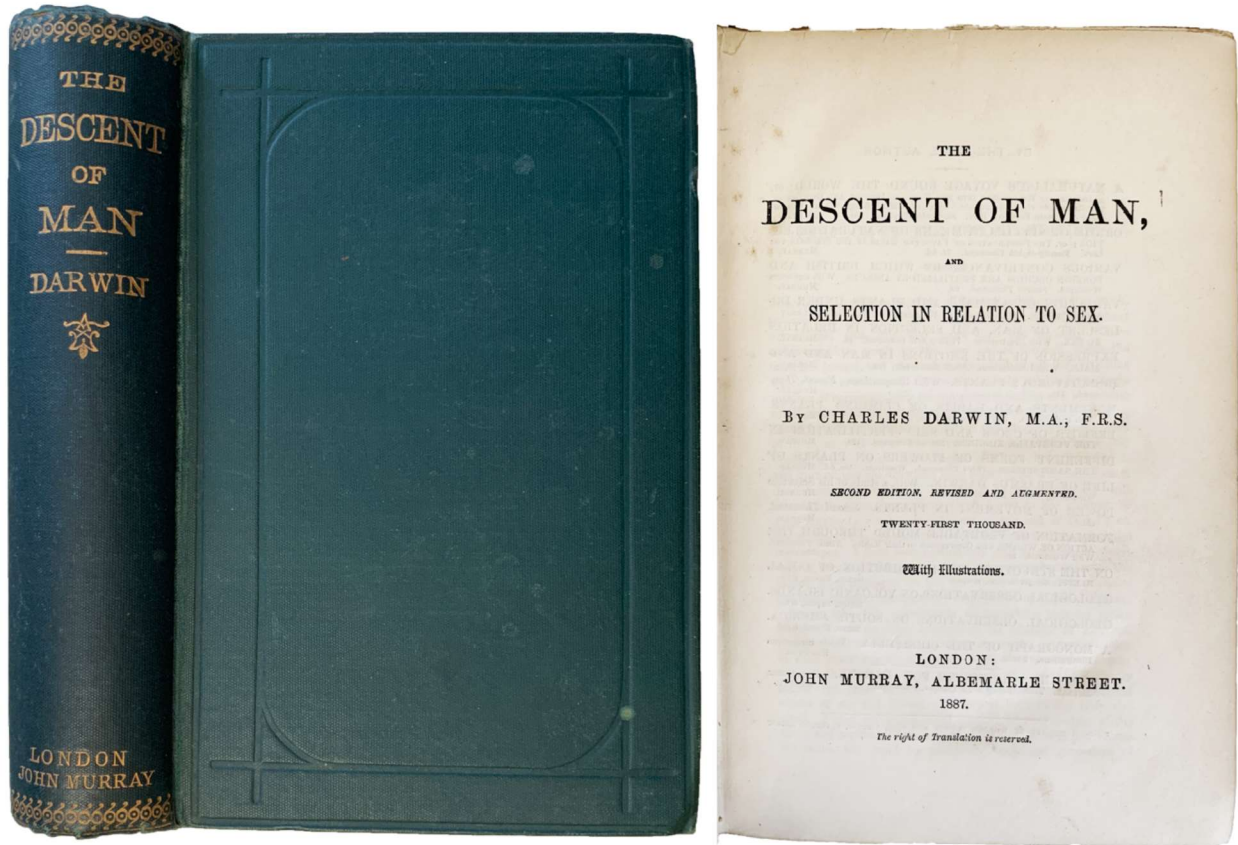 THE
DESCENT
OF
MAN
DARWIN
LONDON
JOHN MURRAY
THE
DESCENT OF MAN,
AND
SELECTION IN RELATION TO SEX.
BY CHARLES DARWIN, M.A., F.R.S.
SECOND EDITION, REVISED AND AUGMENTED.
TWENTY-FIRST THOUSAND.
With Illustrations.
LONDON:
JOHN MURRAY, ALBEMARLE STREET.
1887.
The right of Translation is reserved.